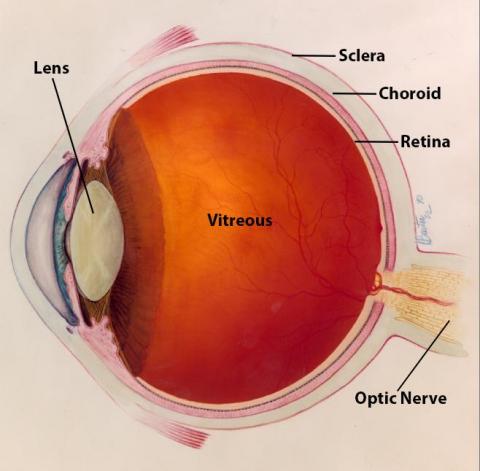 Sclera
Lens
Choroid
Retina
Vitreous
Optic Nerve